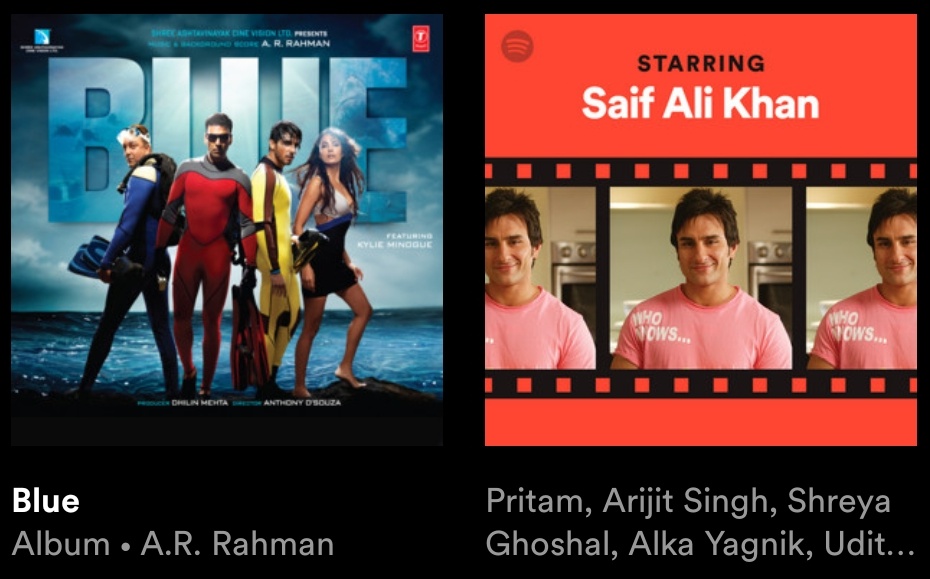 SHREE ASHTAVINAYAK CINE VISION LTD. PRESENTS
MUSIC & BACKGROUND SCORE A. R. RAHMAN
BLUE
FEATURING
KYLIE MINOGUE
PRODUCER DHILIN MEHTA DIRECTOR ANTHONY D'SOUZA
Blue
Album • A.R. Rahman
STARRING
Saif Ali Khan
WHO
KNOWS...
Pritam, Arijit Singh, Shreya
Ghoshal, Alka Yagnik, Udit...